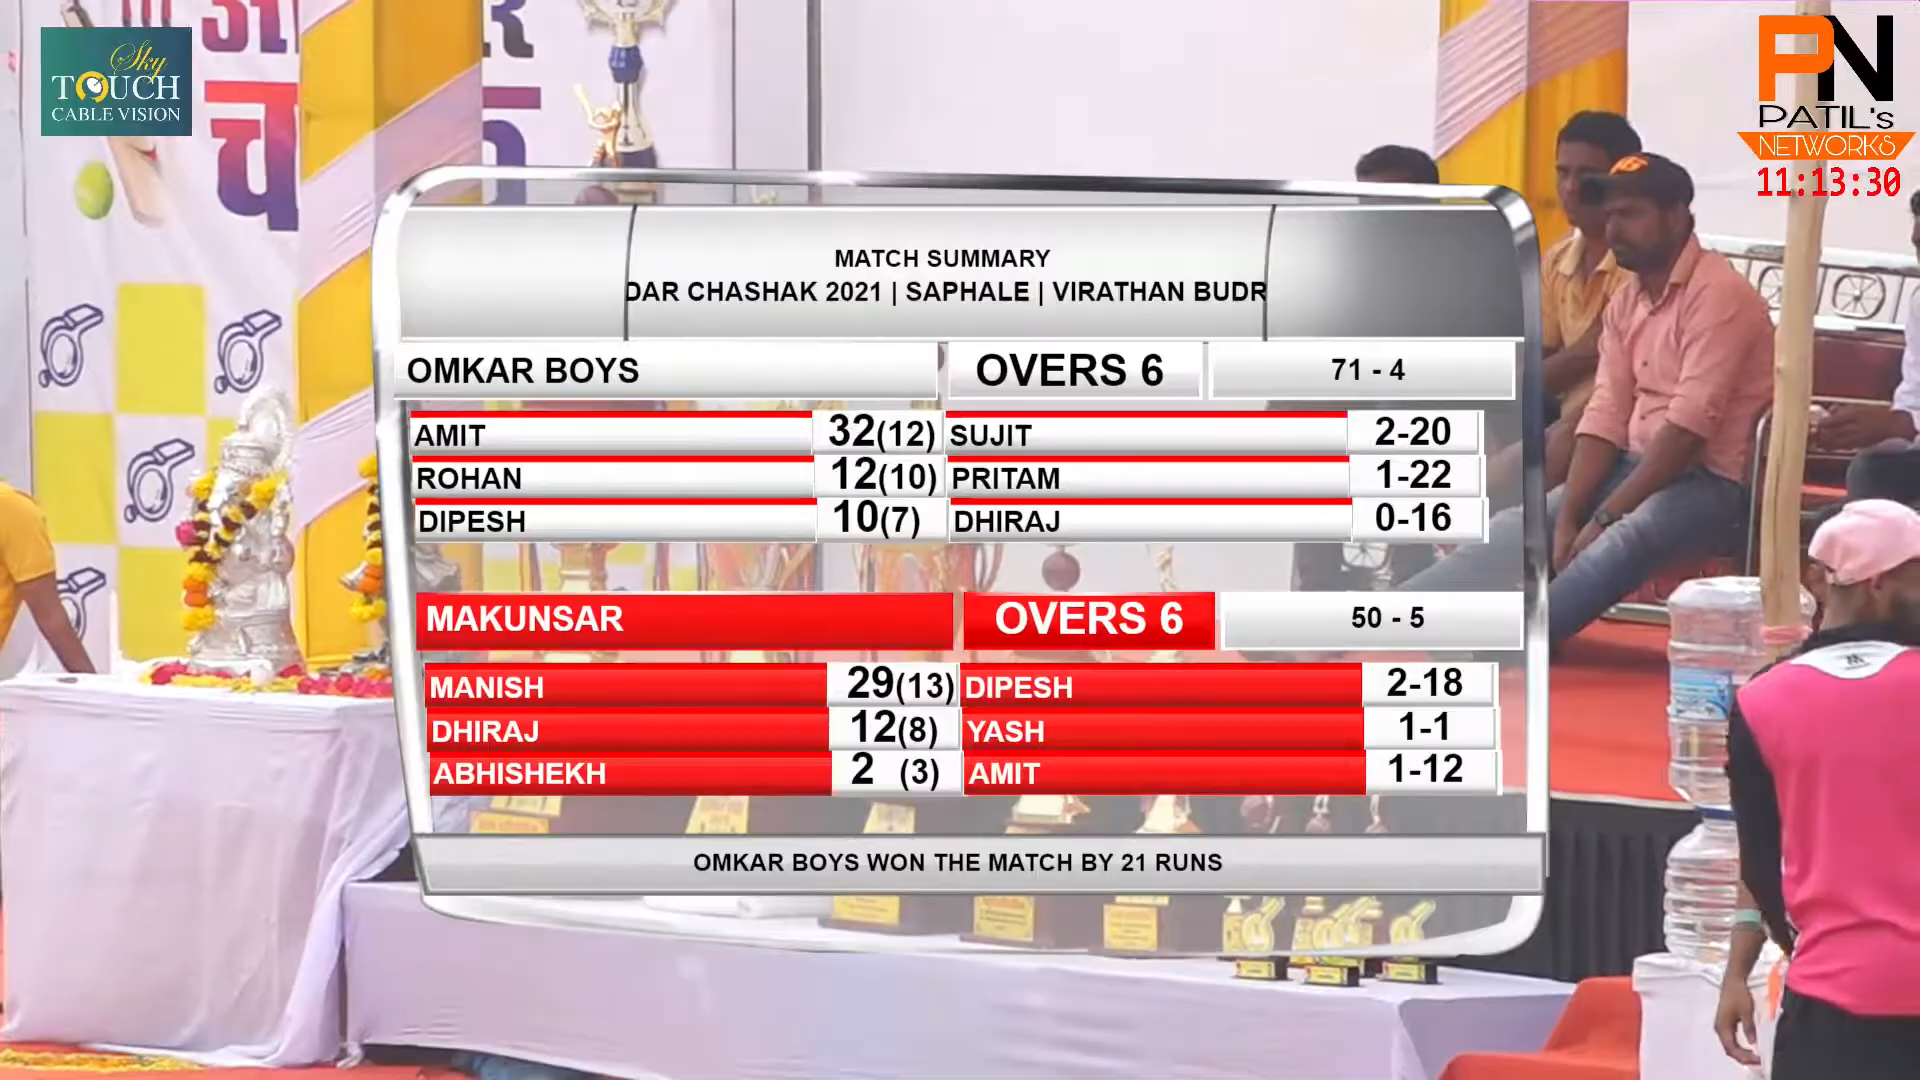 Sky
TOUCH
CABLE VISION
PN
PATIL's
NETWORKS
11:13:30
च
MATCH SUMMARY
DAR CHASHAK 2021 | SAPHALE | VIRATHAN BUDR
OMKAR BOYS OVERS 6 71 - 4
AMIT 32(12) SUJIT 2-20
ROHAN 12(10) PRITAM 1-22
DIPESH 10(7) DHIRAJ 0-16
MAKUNSAR OVERS 6 50 - 5
MANISH 29(13) DIPESH 2-18
DHIRAJ 12(8) YASH 1-1
ABHISHEKH 2 (3) AMIT 1-12
OMKAR BOYS WON THE MATCH BY 21 RUNS